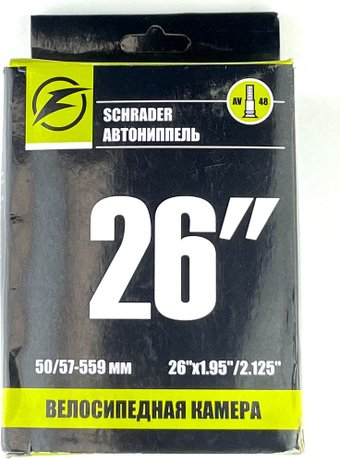 SCHRADER
АВТОНИППЕЛЬ
AV 48
26"
50/57-559 мм 26"x1.95"/2.125"
ВЕЛОСИПЕДНАЯ КАМЕРА